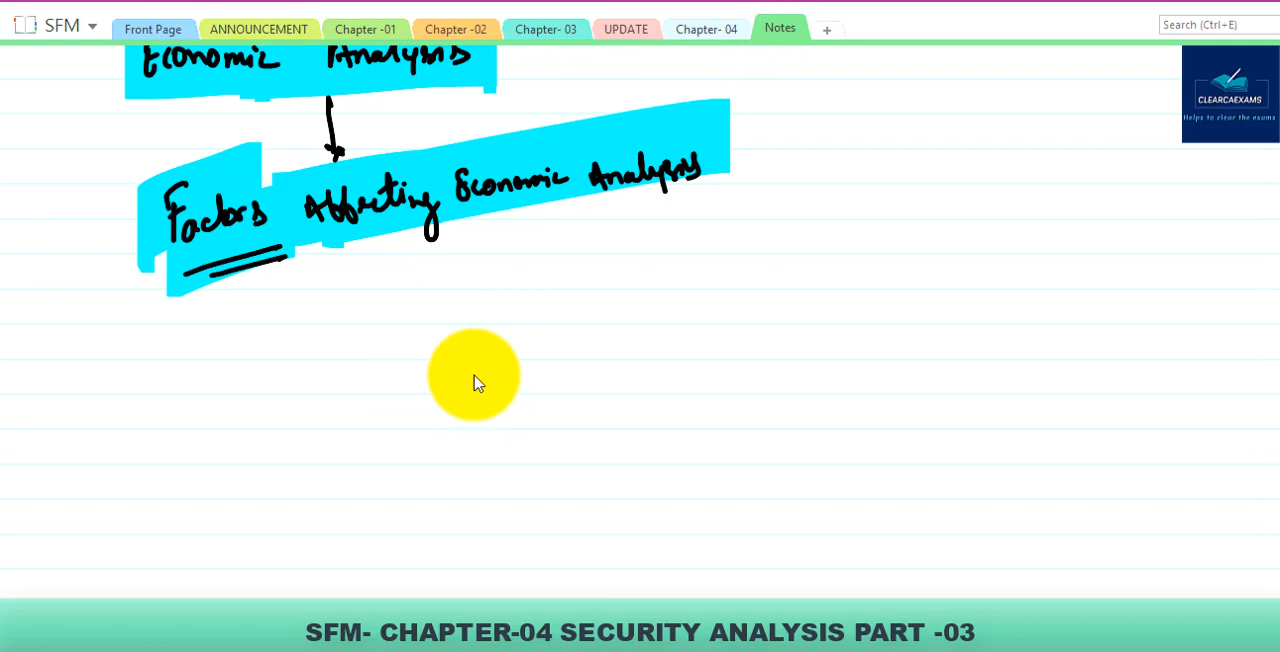 SFM
Front Page
ANNOUNCEMENT
Chapter -01
Chapter -02
Chapter- 03
UPDATE
Chapter- 04
Notes
+
Search (Ctrl+E)
Economic Analysis
CLEARCAEXAMS
Helps to clear the exams
Factors Affecting Economic Analysis
SFM- CHAPTER-04 SECURITY ANALYSIS PART -03